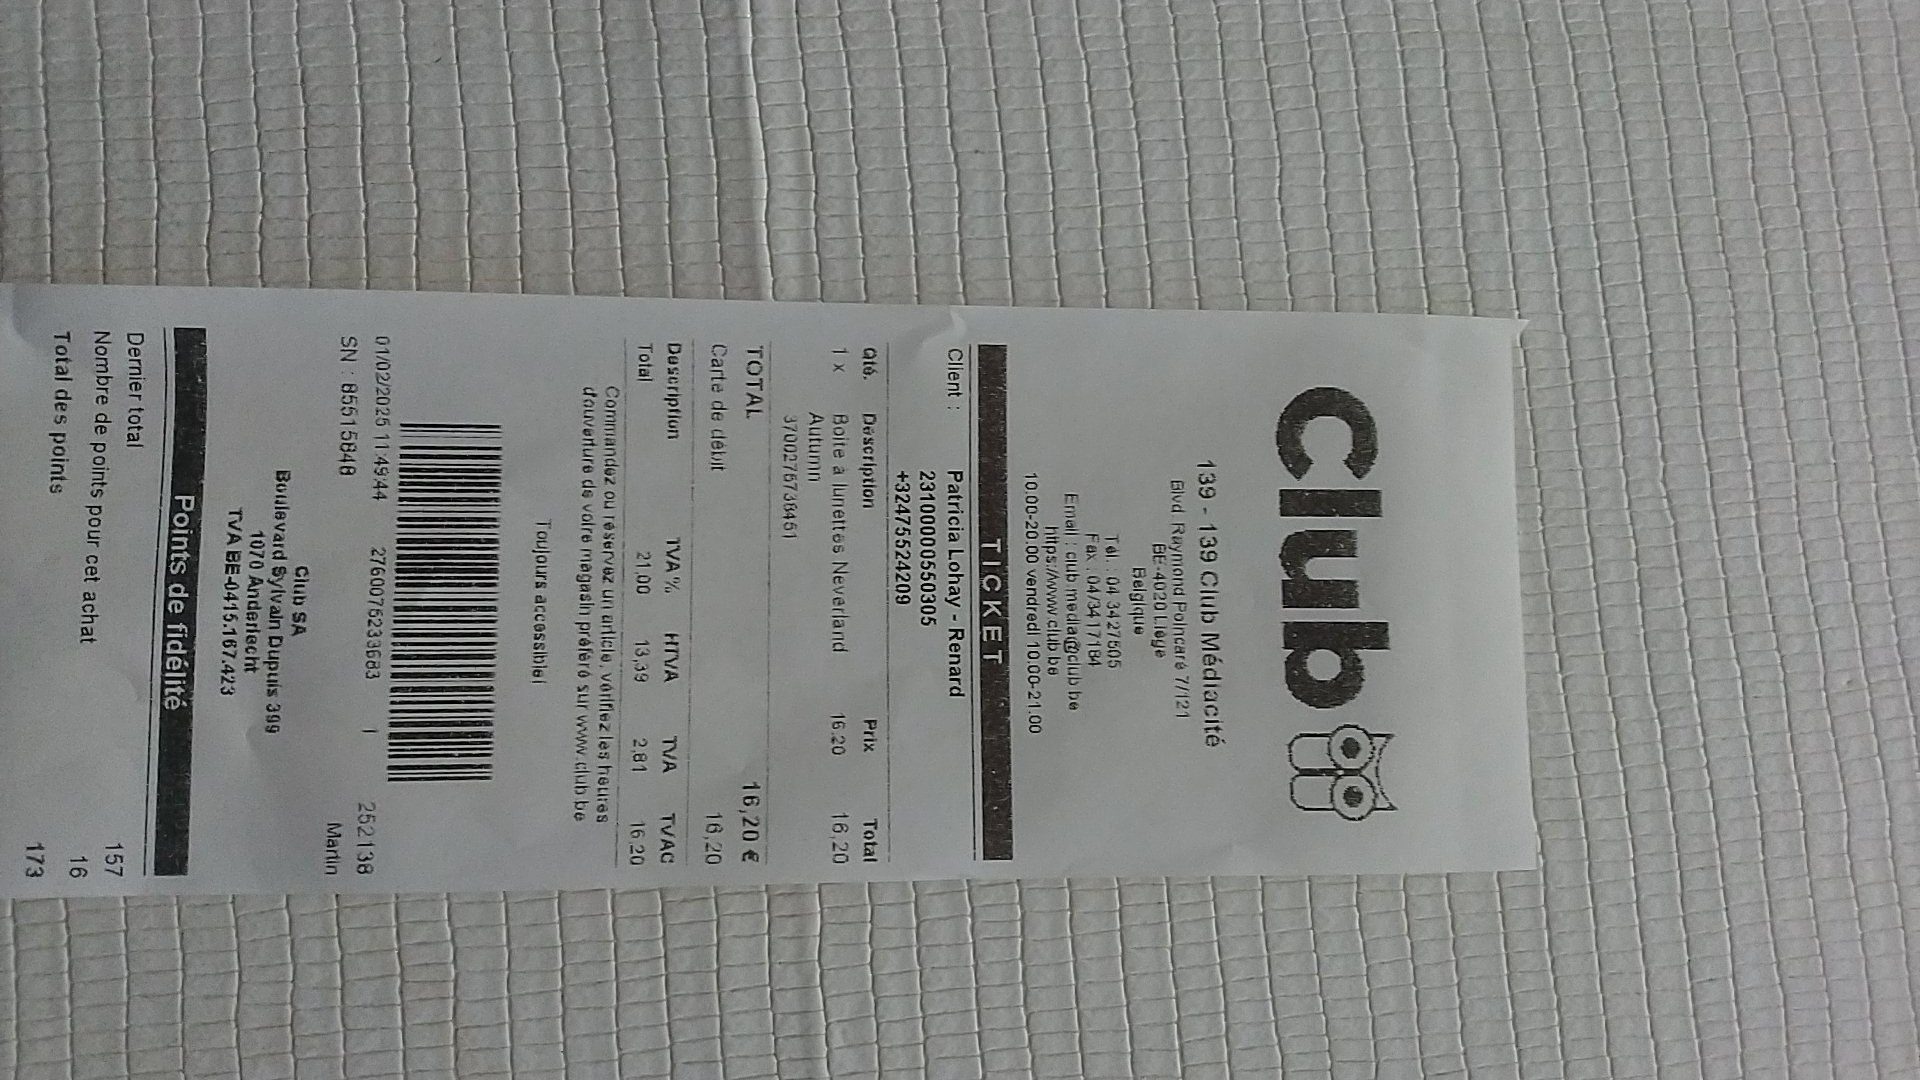 club
139 - 139 Club Médiacité
Blvd Raymond Poincaré 7/121
BE-4020 Liège
Belgique
Tél. : 04 3427505
Fax : 04/3417184
Email : club.media@club.be
https://www.club.be
10.00-20.00 vendredi 10.00-21.00
TICKET
Client : Patricia Lohay - Renard
2310000550305
+32475524209
Qté. Description Prix Total
1 x Boite à lunettes Neverland 16.20 16,20
Autumn
3700276738451
TOTAL 16,20 €
Carte de débit 16,20
Description TVA % HTVA TVA TVAC
Total 21,00 13,39 2,81 16,20
Commandez ou réservez un article, vérifiez les heures
d'ouverture de votre magasin préféré sur www.club.be
Toujours accessible!
01/02/2025 11:49:44 2760076233683 1 252138
SN : 85515848 Martin
Club SA
Boulevard Sylvain Dupuis 399
1070 Anderlecht
TVA BE-0415.167.423
Points de fidélité
Dernier total 157
Nombre de points pour cet achat 16
Total des points 173